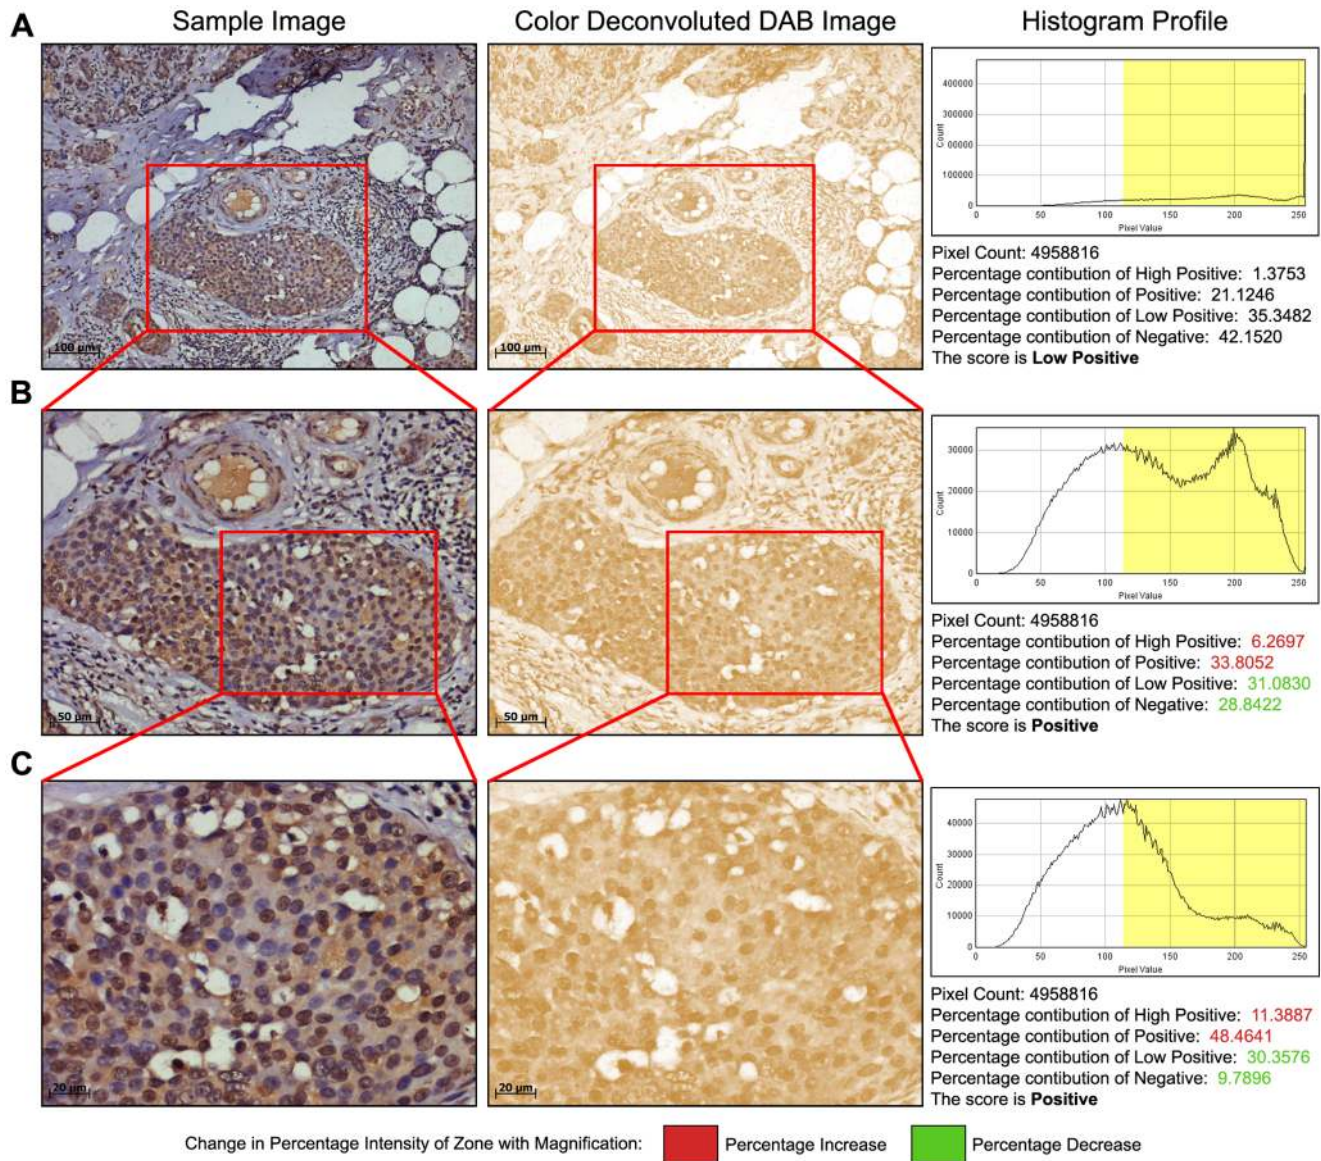 A
Sample Image
Color Deconvoluted DAB Image
Histogram Profile
100 µm
100 µm
Count
400000
300000
00000
100000
0
0
50
100
150
200
250
Pixel Value
Pixel Count: 4958816
Percentage contibution of High Positive: 1.3753
Percentage contibution of Positive: 21.1246
Percentage contibution of Low Positive: 35.3482
Percentage contibution of Negative: 42.1520
The score is Low Positive
B
50 µm
50 µm
Count
30000
20000
10000
0
0
50
100
150
200
250
Pixel Value
Pixel Count: 4958816
Percentage contibution of High Positive: 6.2697
Percentage contibution of Positive: 33.8052
Percentage contibution of Low Positive: 31.0830
Percentage contibution of Negative: 28.8422
The score is Positive
C
20 µm
20 µm
Count
40000
30000
20000
10000
0
0
50
100
150
200
250
Pixel Value
Pixel Count: 4958816
Percentage contibution of High Positive: 11.3887
Percentage contibution of Positive: 48.4641
Percentage contibution of Low Positive: 30.3576
Percentage contibution of Negative: 9.7896
The score is Positive
Change in Percentage Intensity of Zone with Magnification:
Percentage Increase
Percentage Decrease